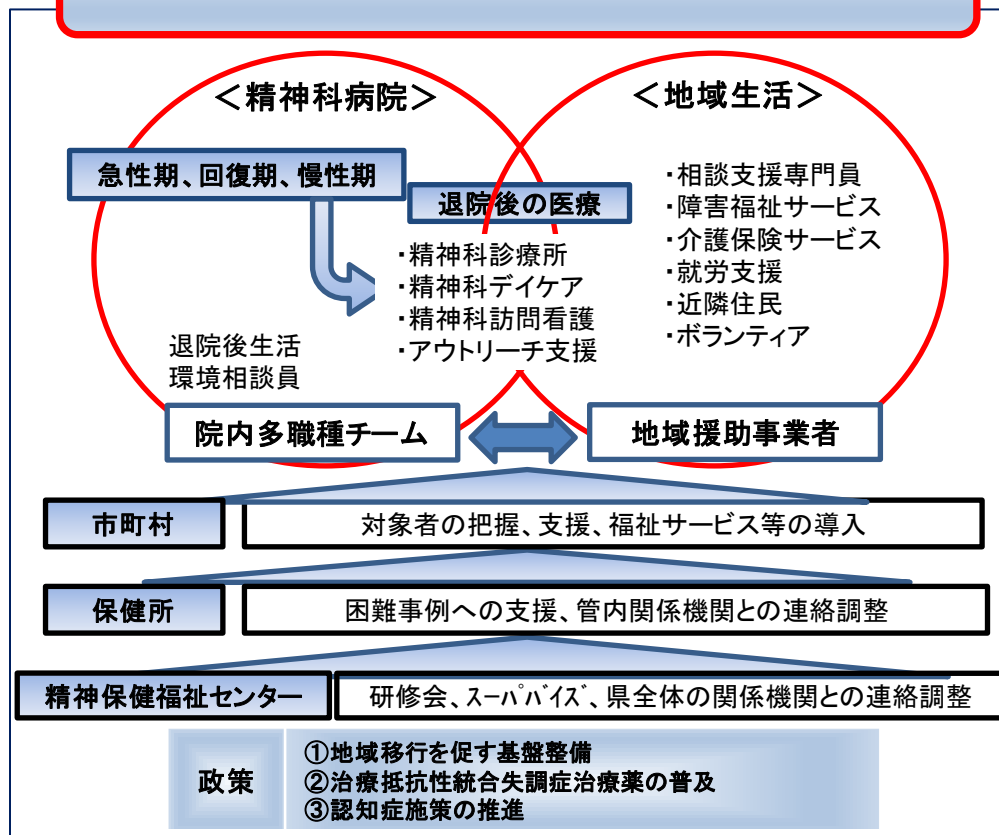 ＜精神科病院＞
＜地域生活＞
急性期、回復期、慢性期
退院後の医療
・精神科診療所
・精神科デイケア
・精神科訪問看護
・アウトリーチ支援
・相談支援専門員
・障害福祉サービス
・介護保険サービス
・就労支援
・近隣住民
・ボランティア
退院後生活
環境相談員
院内多職種チーム
地域援助事業者
市町村
対象者の把握、支援、福祉サービス等の導入
保健所
困難事例への支援、管内関係機関との連絡調整
精神保健福祉センター
研修会、ｽｰﾊﾟﾊﾞｲｽﾞ、県全体の関係機関との連絡調整
政策
①地域移行を促す基盤整備
②治療抵抗性統合失調症治療薬の普及
③認知症施策の推進